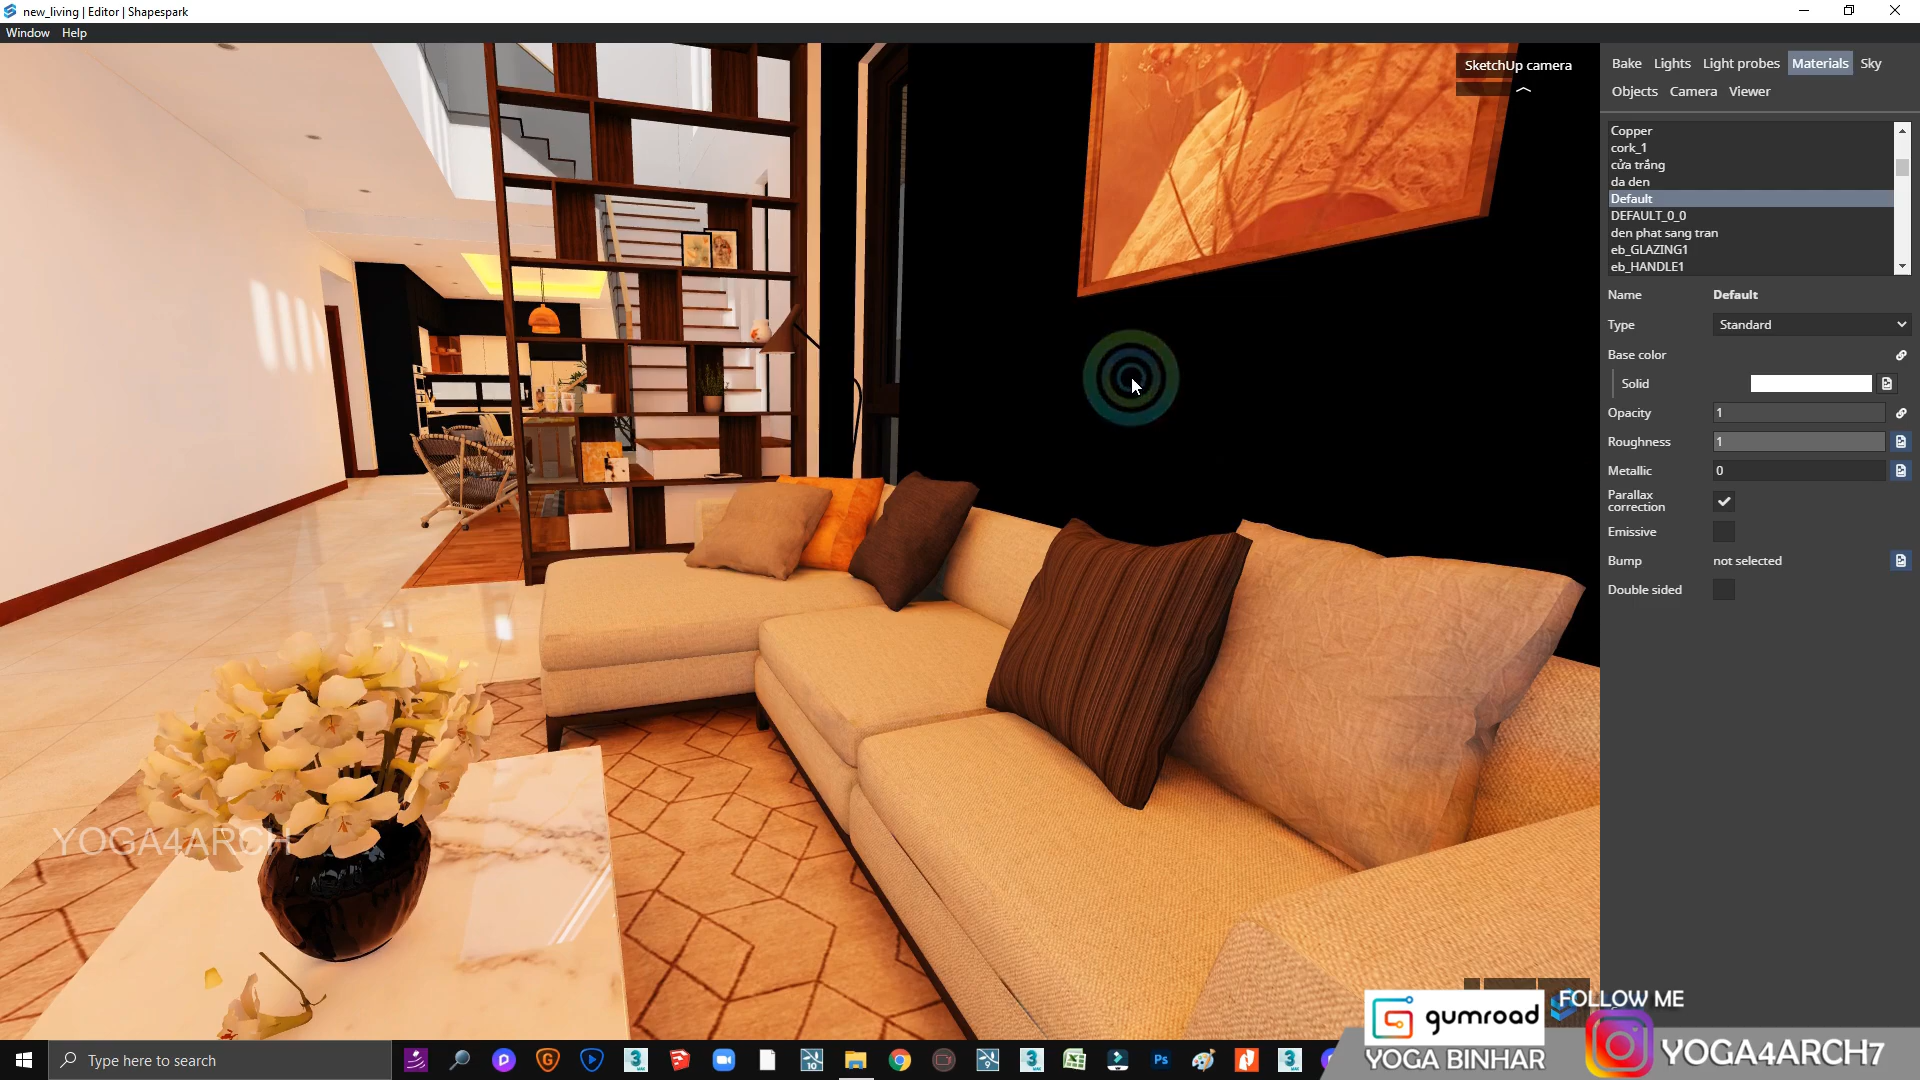 new_living | Editor | Shapespark
Window Help
SketchUp camera
Bake Lights Light probes Materials Sky
Objects Camera Viewer
Copper
cork_1
cửa trắng
da den
Default
DEFAULT_0_0
den phat sang tran
eb_GLAZING1
eb_HANDLE1
Name Default
Type Standard
Base color
Solid
Opacity 1
Roughness 1
Metallic 0
Parallax
correction
Emissive
Bump not selected
Double sided
YOGA4ARCH
gumroad
YOGA BINHAR
FOLLOW ME
YOGA4ARCH7
Type here to search